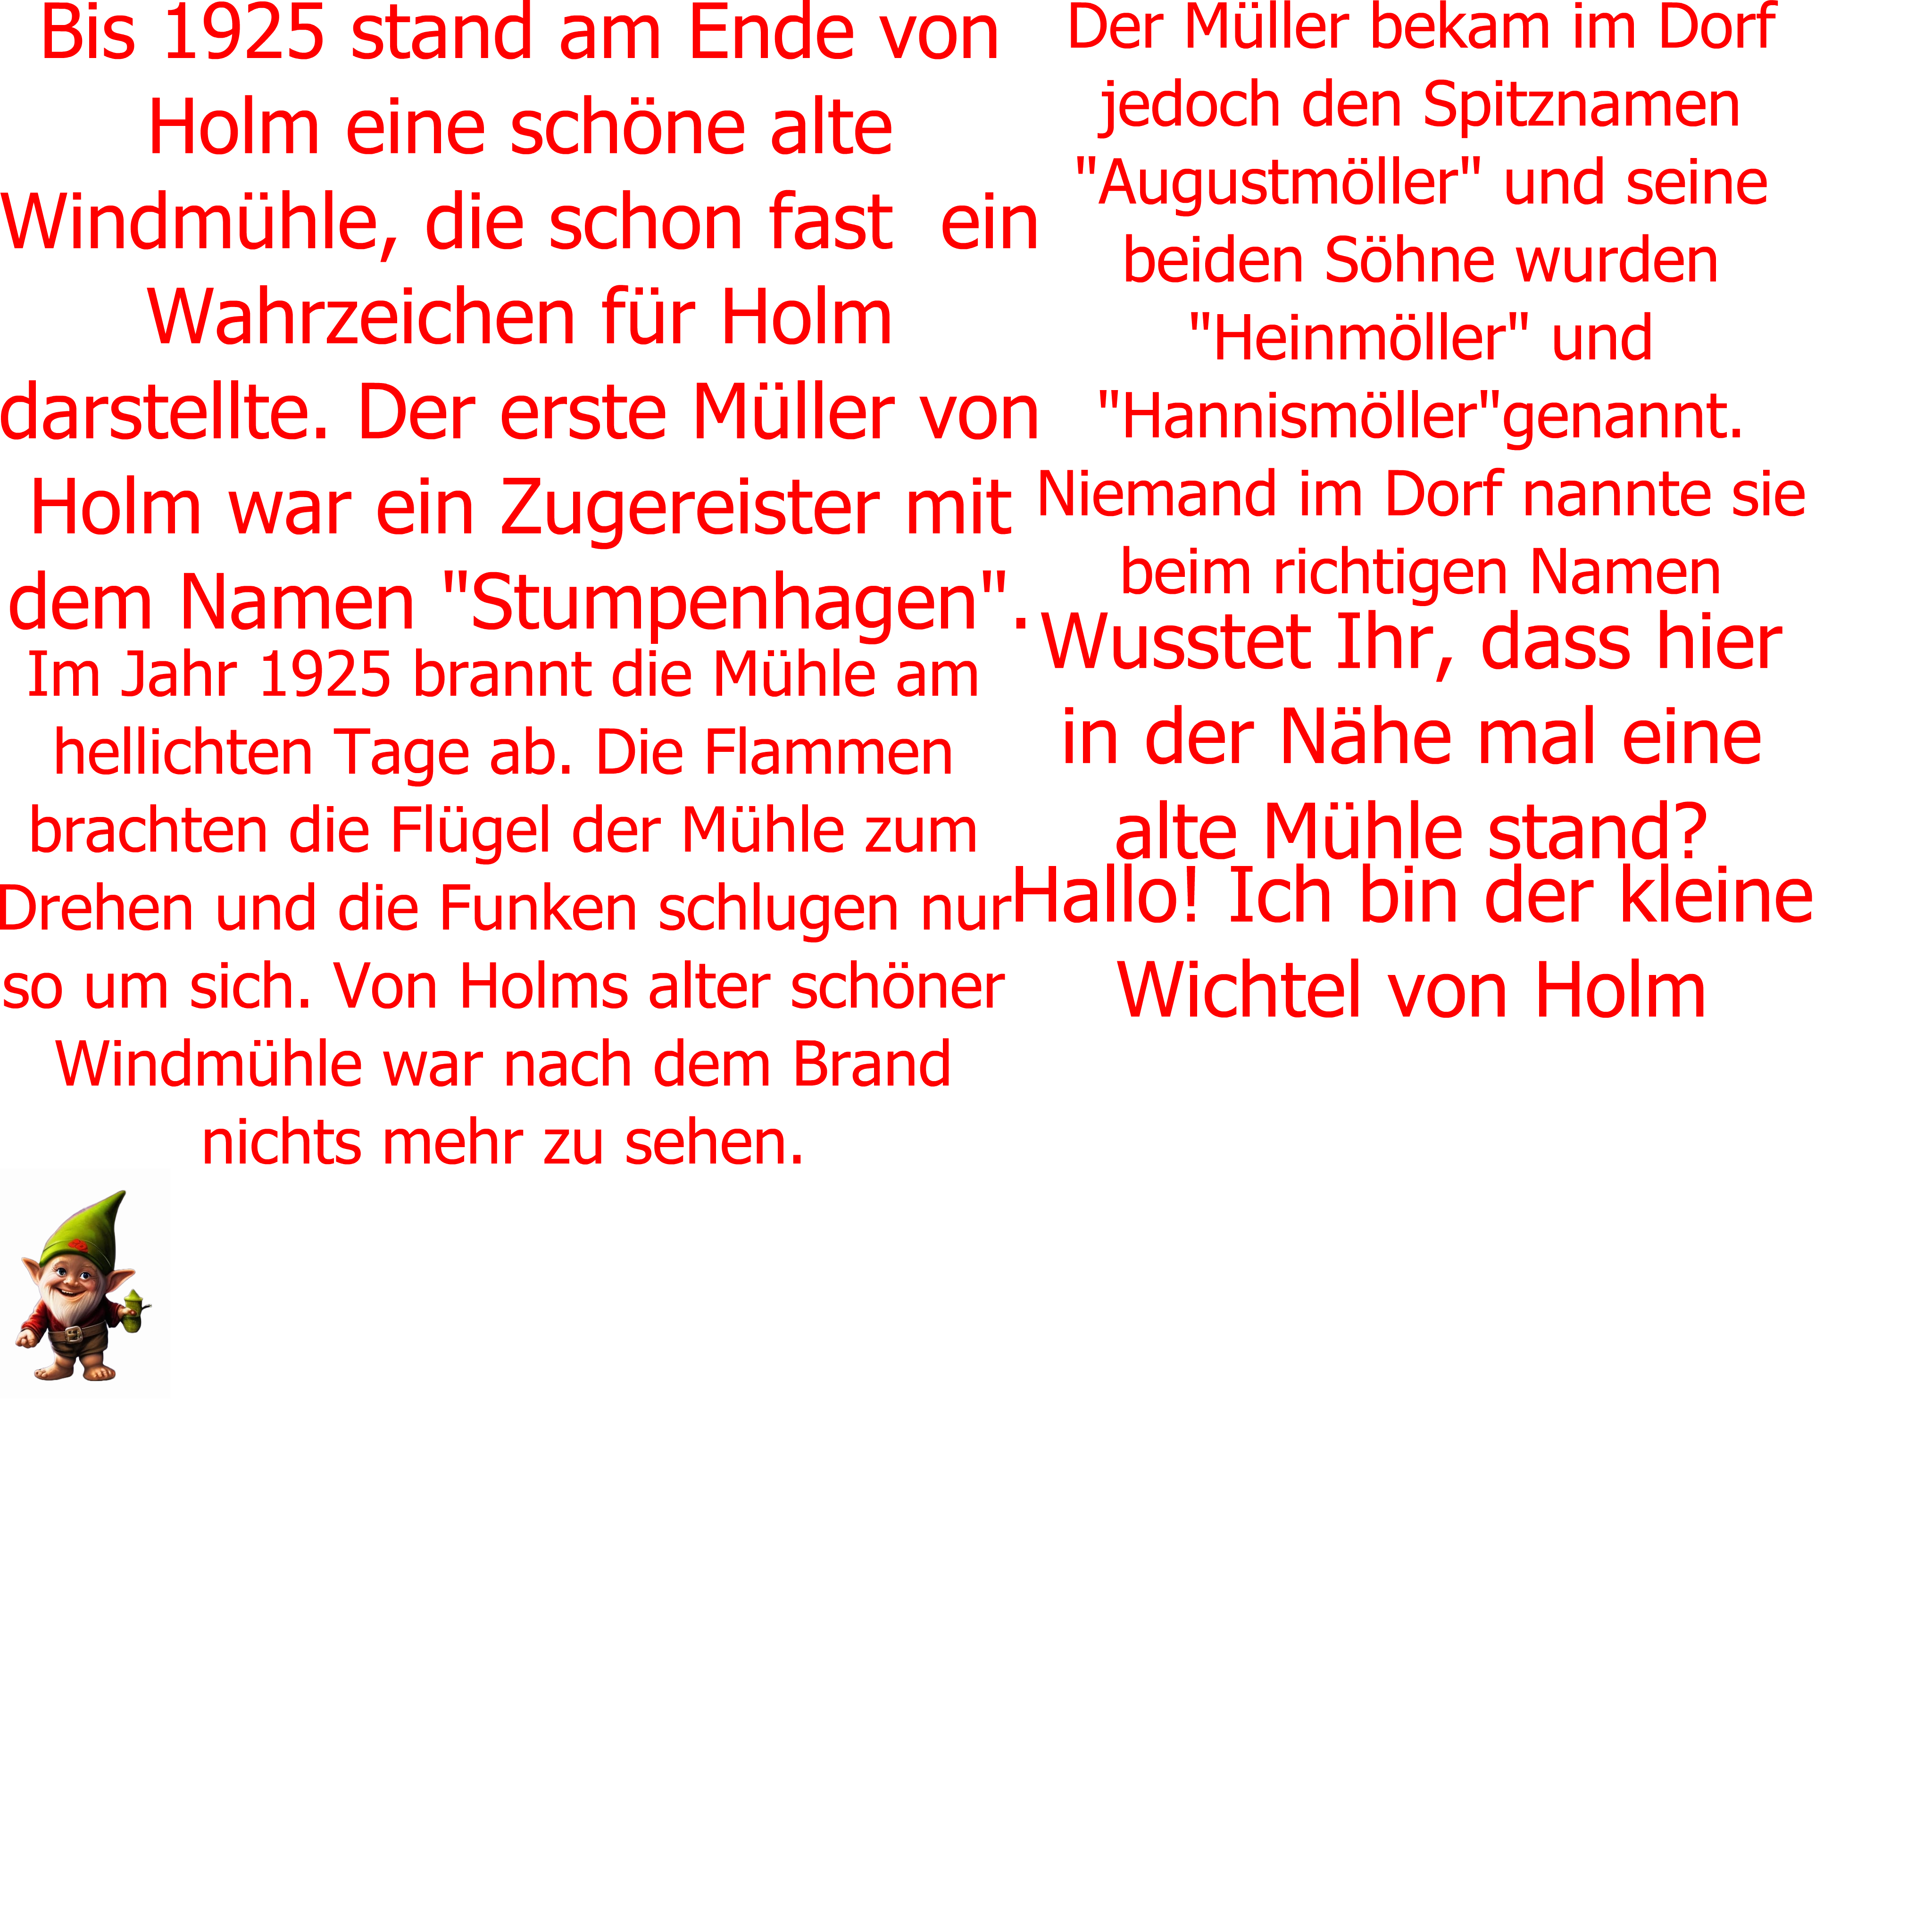 Bis 1925 stand am Ende von
Holm eine schöne alte
Windmühle, die schon fast  ein
Wahrzeichen für Holm
darstellte. Der erste Müller von
Holm war ein Zugereister mit
dem Namen "Stumpenhagen".
Im Jahr 1925 brannt die Mühle am
hellichten Tage ab. Die Flammen
brachten die Flügel der Mühle zum
Drehen und die Funken schlugen nur
so um sich. Von Holms alter schöner
Windmühle war nach dem Brand
nichts mehr zu sehen.
Der Müller bekam im Dorf
jedoch den Spitznamen
"Augustmöller" und seine
beiden Söhne wurden
"Heinmöller" und
"Hannismöller"genannt.
Niemand im Dorf nannte sie
beim richtigen Namen
Wusstet Ihr, dass hier
in der Nähe mal eine
alte Mühle stand?
Hallo! Ich bin der kleine
Wichtel von Holm